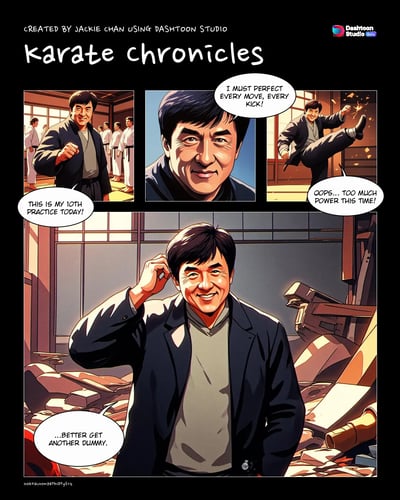 CREATED BY JACKIE CHAN USING DASHTOON STUDIO
Dashtoon
Studio
Karate Chronicles
I MUST PERFECT
EVERY MOVE, EVERY
KICK!
THIS IS MY 10TH
PRACTICE TODAY!
OOPS... TOO MUCH
POWER THIS TIME!
...BETTER GET
ANOTHER DUMMY.